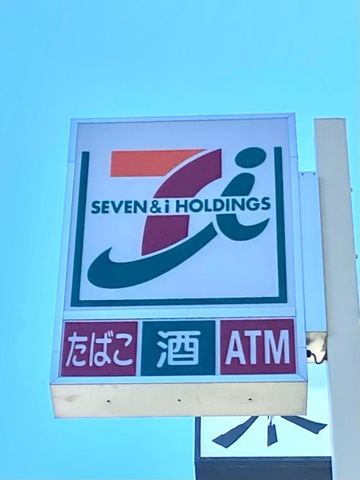 SEVEN & i HOLDINGS
たばこ 酒 ATM